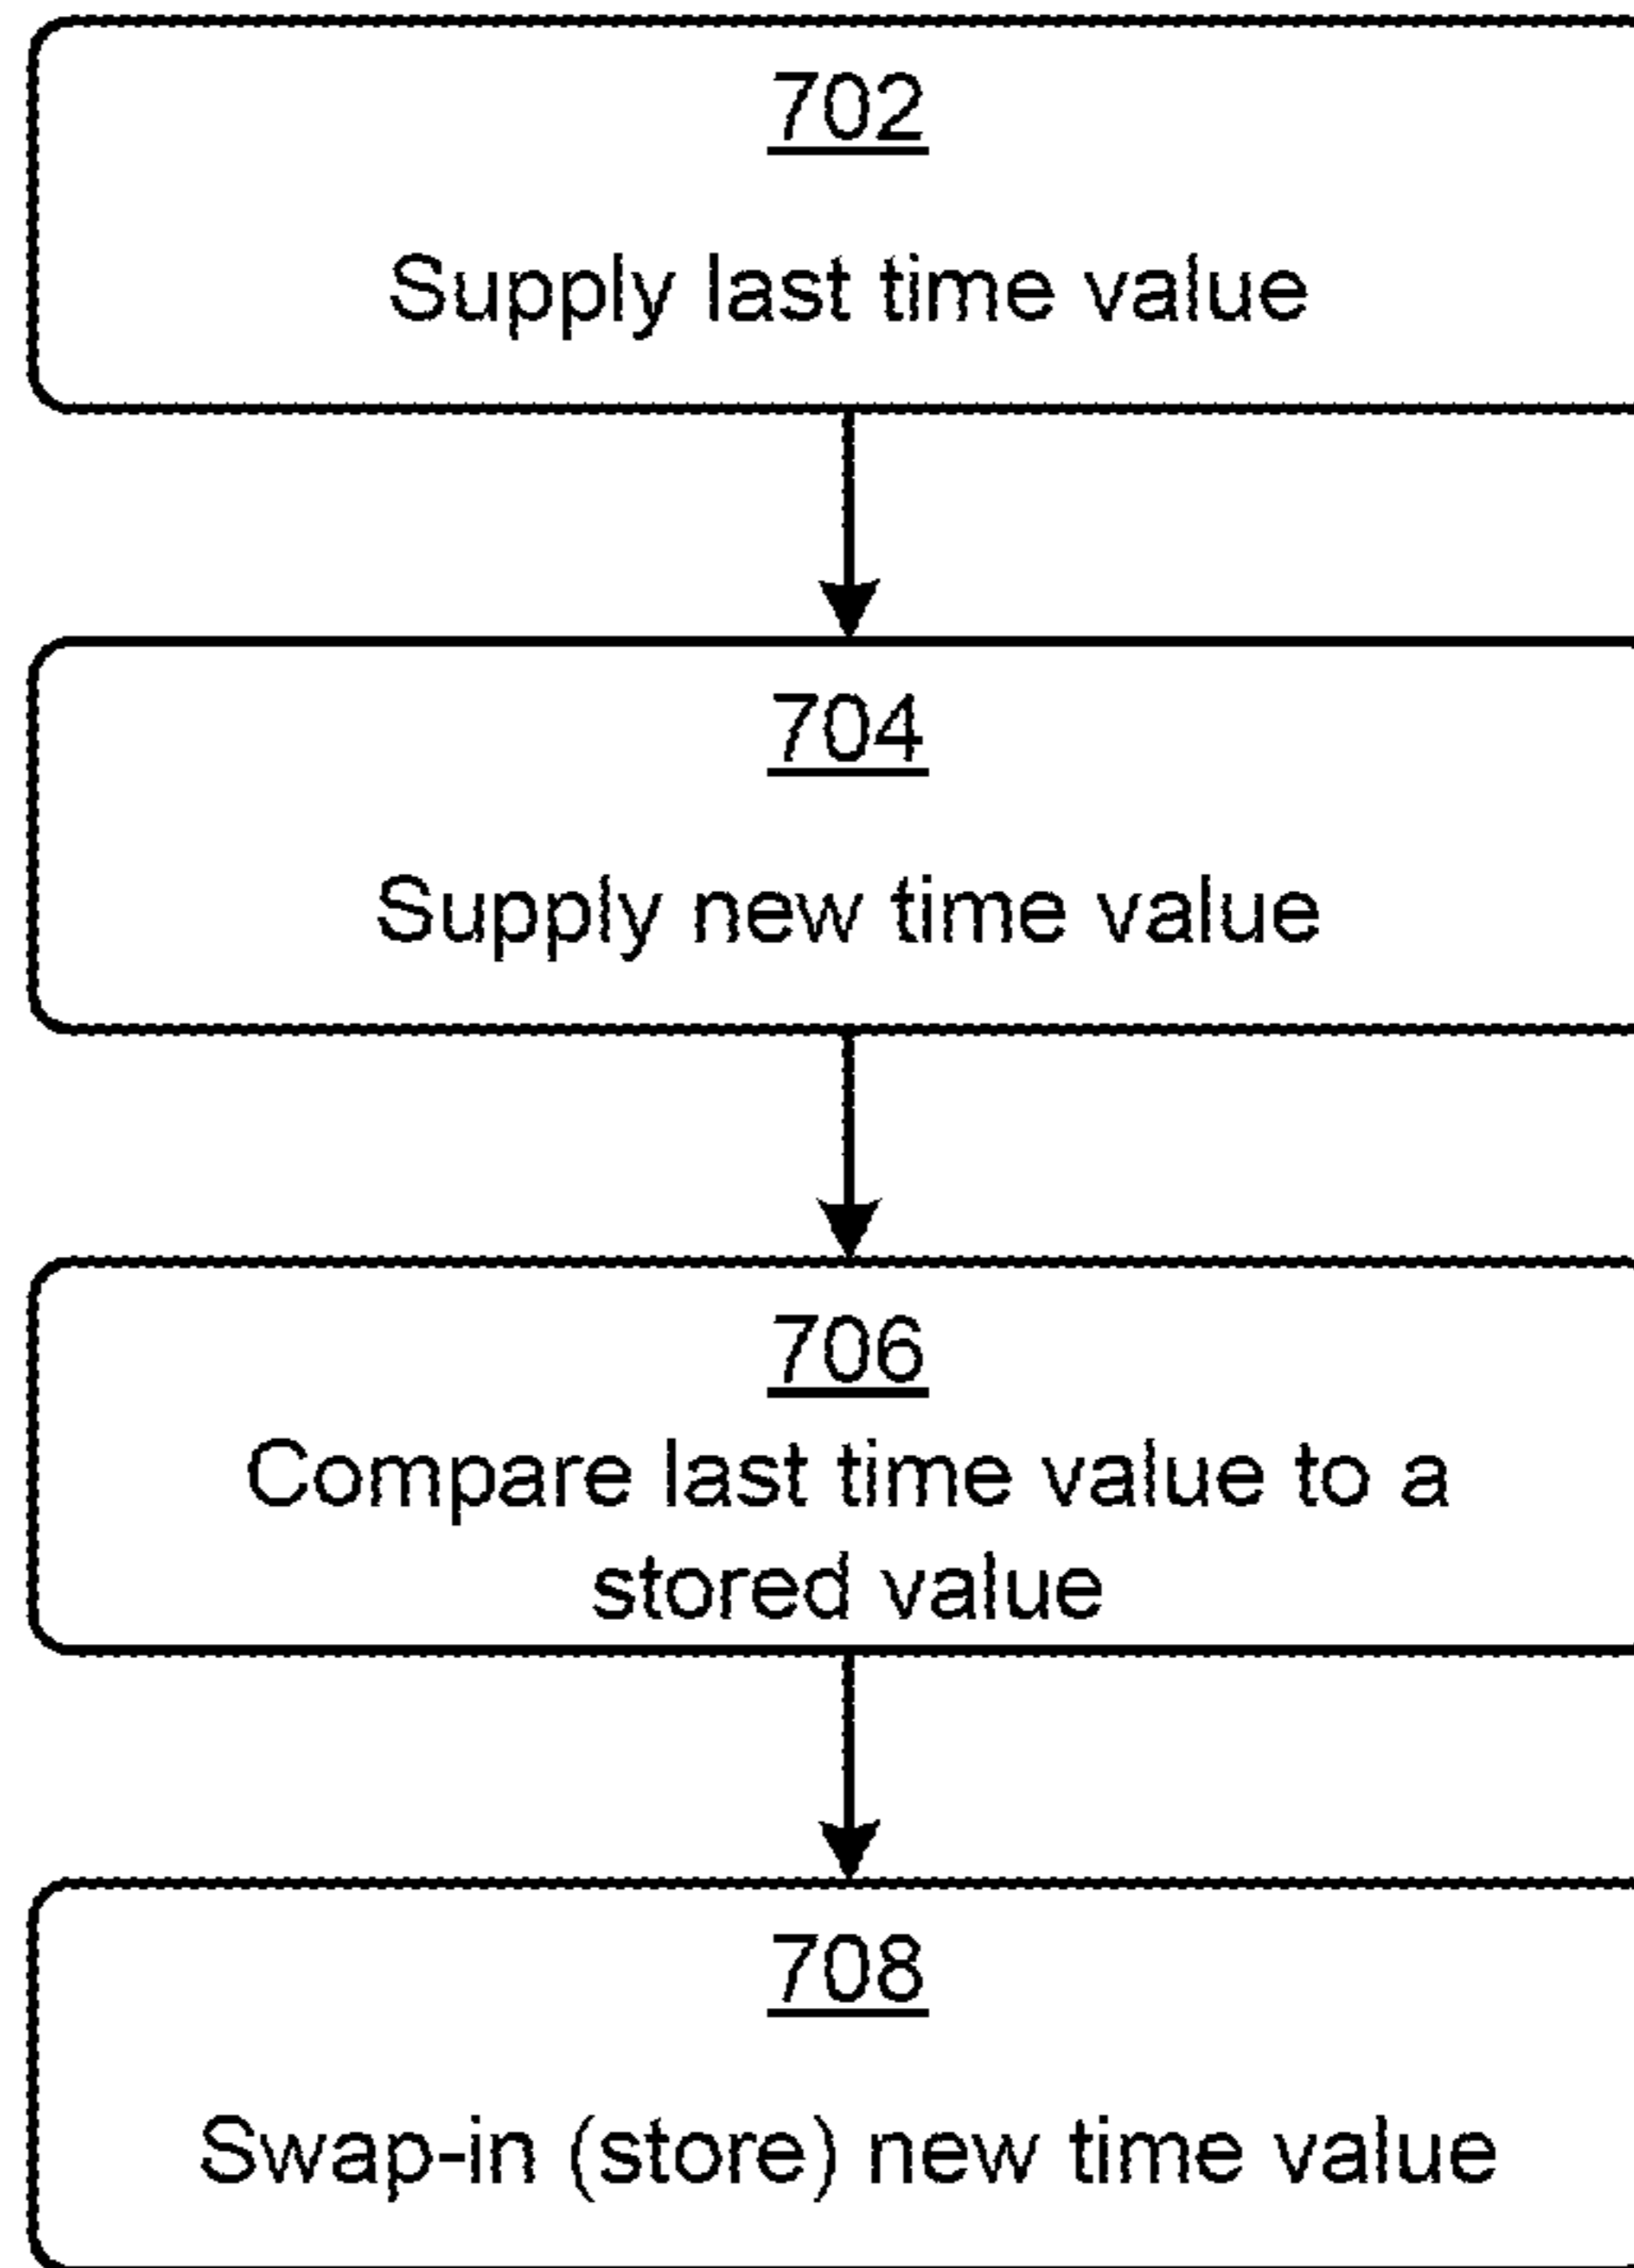 702
Supply last time value
704
Supply new time value
706
Compare last time value to a
stored value
708
Swap-in (store) new time value